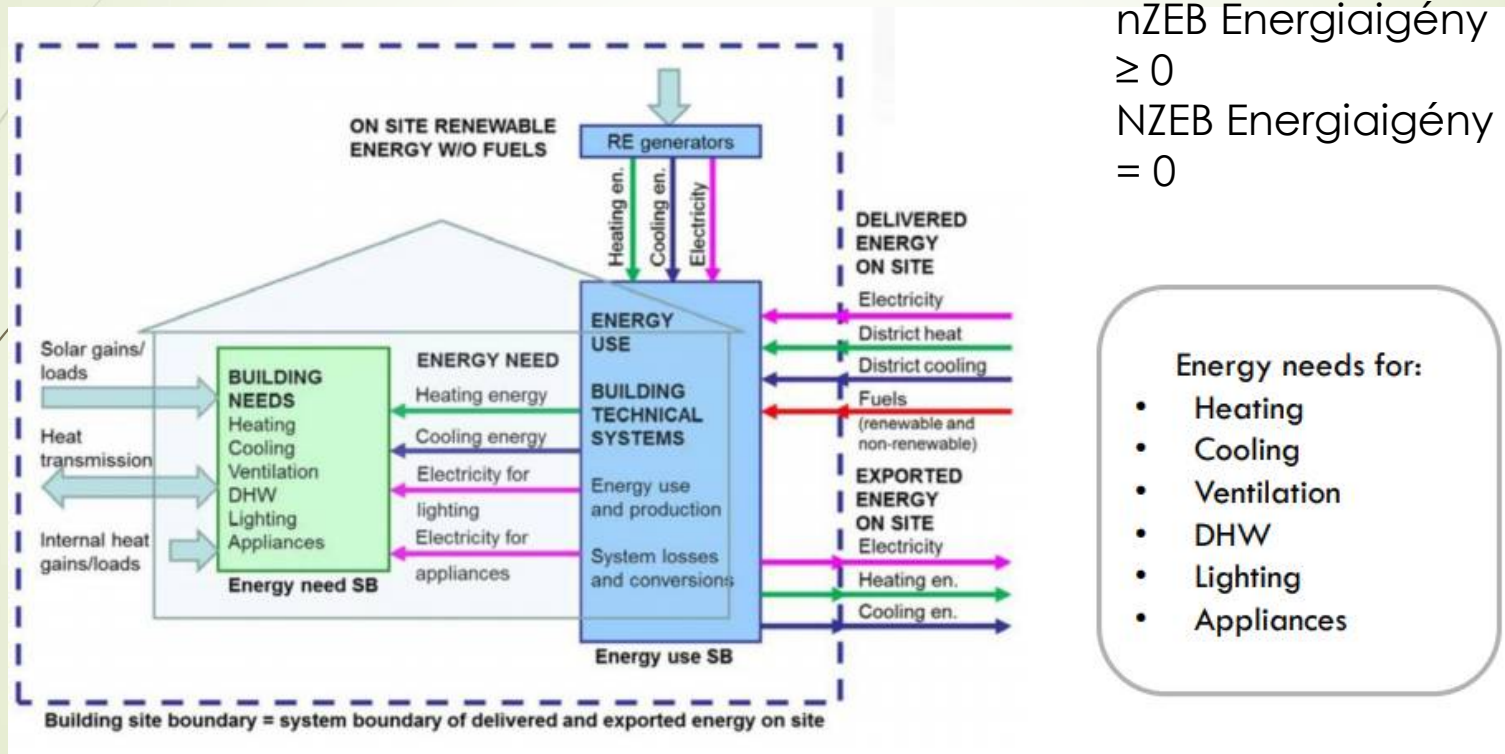 nZEB Energiaigény
≥ 0
NZEB Energiaigény
= 0
ON SITE RENEWABLE
ENERGY W/O FUELS
RE generators
Heating en.
Cooling en.
Electricity
DELIVERED
ENERGY
ON SITE
Electricity
District heat
District cooling
Fuels
(renewable and
non-renewable)
EXPORTED
ENERGY
ON SITE
Electricity
Heating en.
Cooling en.
Solar gains/
loads
Heat
transmission
Internal heat
gains/loads
BUILDING
NEEDS
Heating
Cooling
Ventilation
DHW
Lighting
Appliances
Energy need SB
ENERGY NEED
Heating energy
Cooling energy
Electricity for
lighting
Electricity for
appliances
ENERGY
USE
BUILDING
TECHNICAL
SYSTEMS
Energy use
and production
System losses
and conversions
Energy use SB
Building site boundary = system boundary of delivered and exported energy on site
Energy needs for:
• Heating
• Cooling
• Ventilation
• DHW
• Lighting
• Appliances